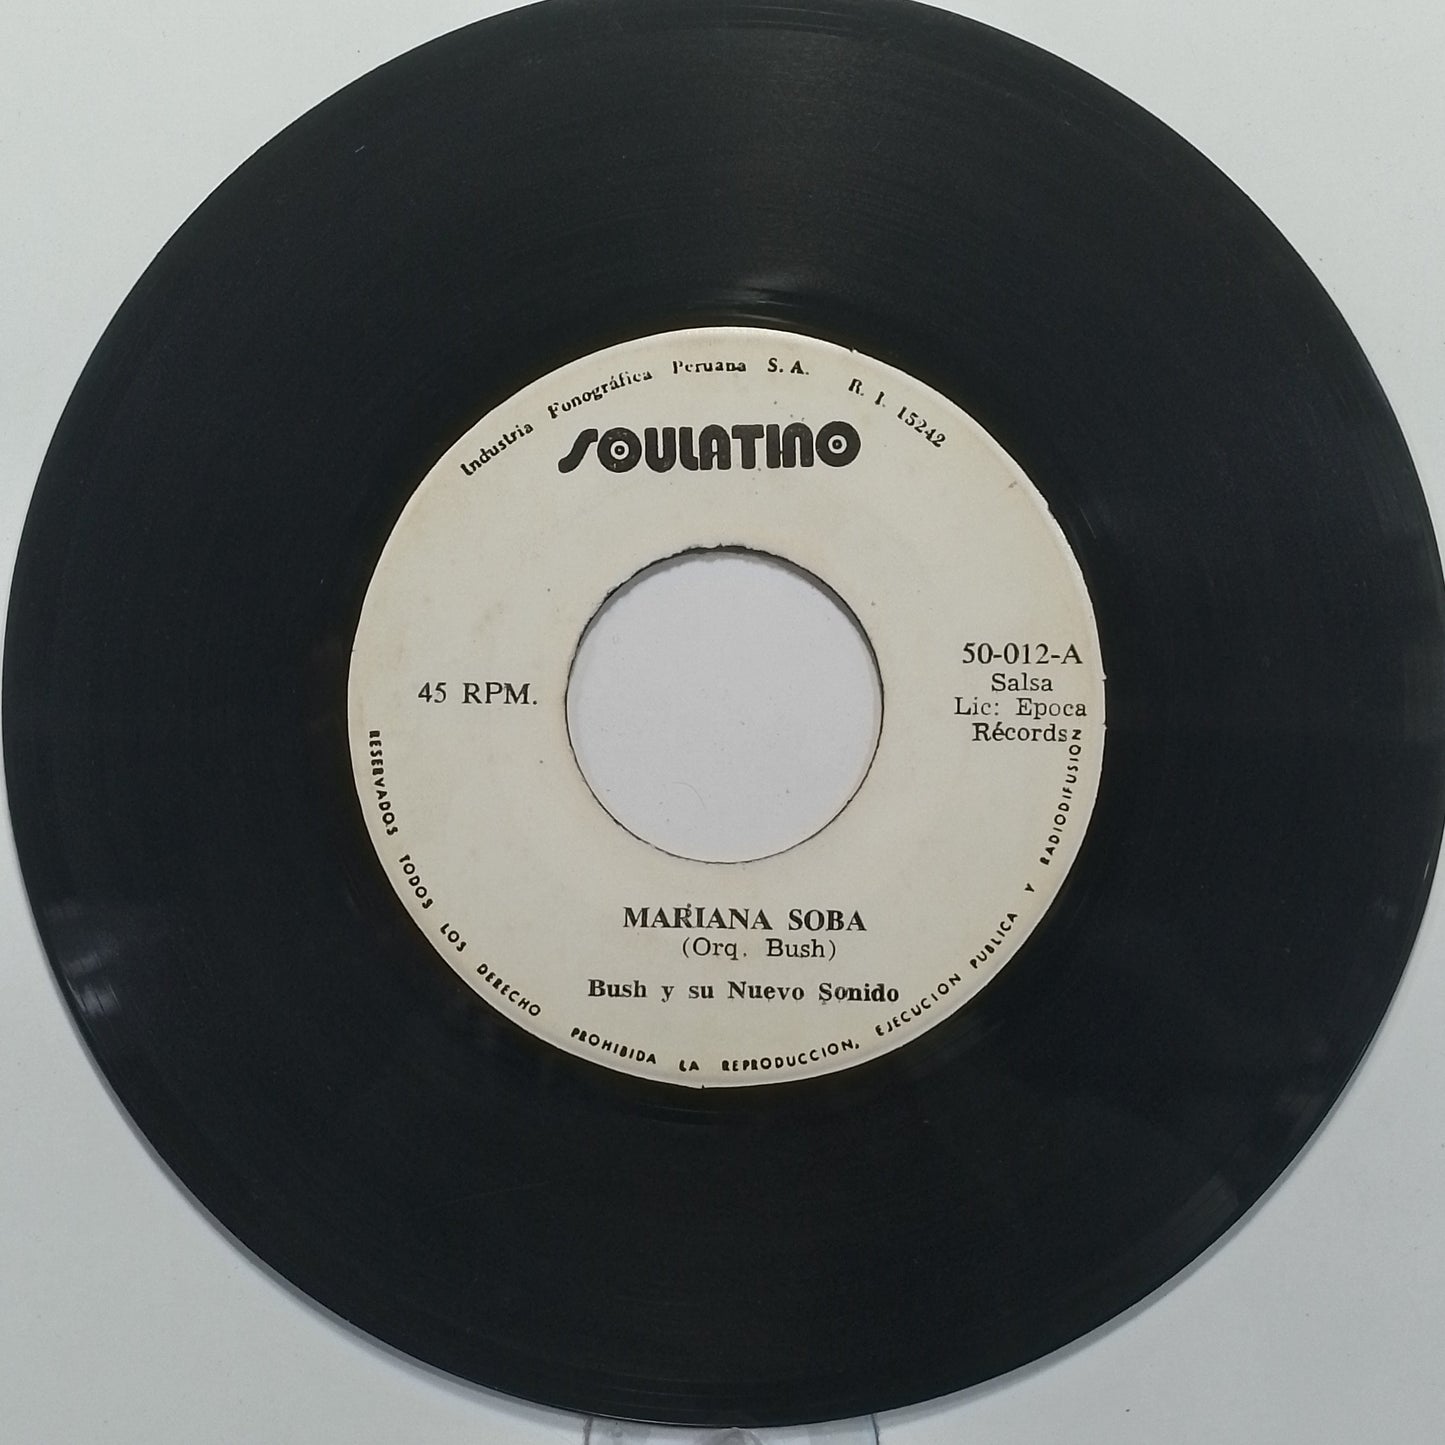 Industria Fonográfica Peruana S. A. R. I. 15242
SOULATINO
50-012-A
Salsa
45 RPM.
Lic: Epoca
Récords
MARIANA SOBA
(Orq. Bush)
Bush y su Nuevo Sonido
RESERVADOS TODOS LOS DERECHO PROHIBIDA LA REPRODUCCION, EJECUCION PUBLICA Y RADIODIFUSION